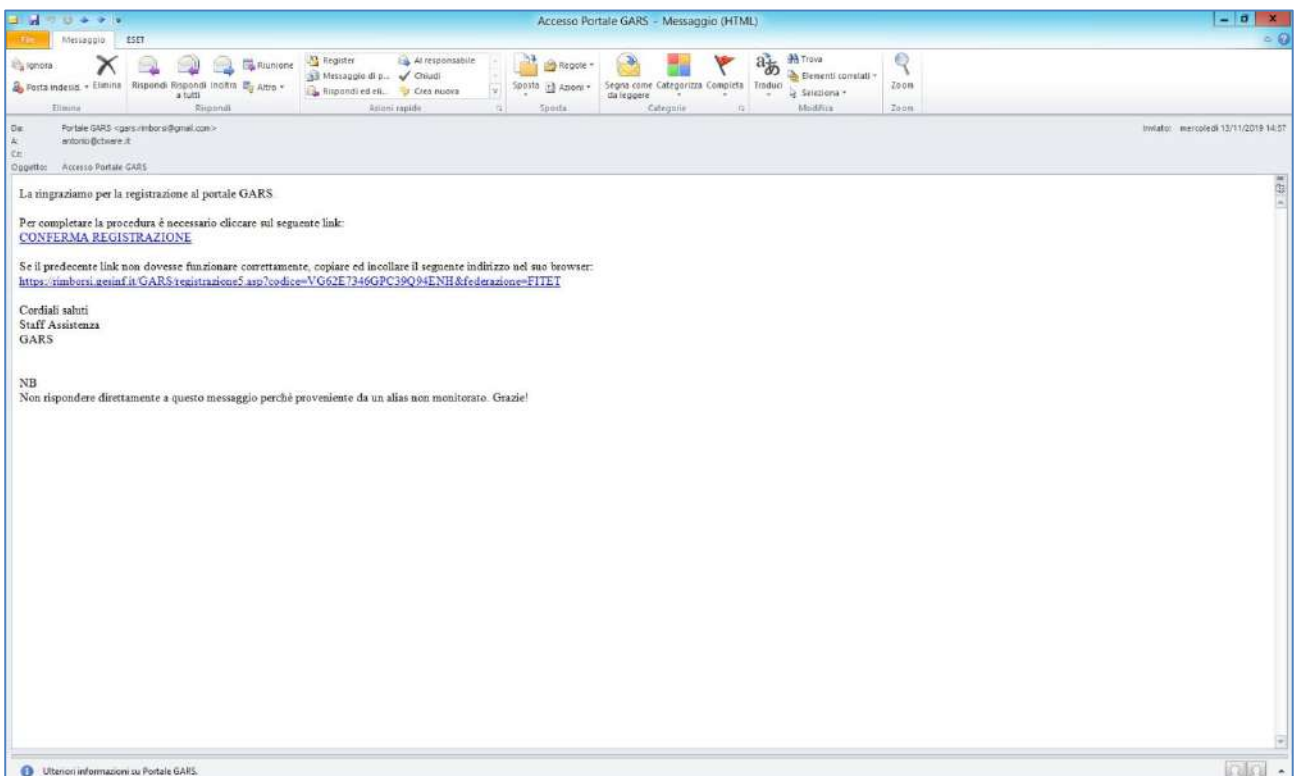 Accesso Portale GARS - Messaggio (HTML)
File Messaggio ESET
Ignora
Posta indesid.
Elimina
Rispondi
Rispondi a tutti
Inoltra
Riunione
Altro
Elimina
Rispondi
Register
Messaggio di p...
Rispondi ed eli...
Al responsabile
Chiudi
Crea nuova
Azioni rapide
Sposta
Regole
Azioni
Sposta
Segna come da leggere
Categorizza
Completa
Categorie
Traduci
Trova
Elementi correlati
Seleziona
Modifica
Zoom
Zoom
Da: Portale GARS <gars.rimborsi@gmail.com>
Inviato: mercoledì 13/11/2019 14:57
A: antonio@ctware.it
Cc:
Oggetto: Accesso Portale GARS
La ringraziamo per la registrazione al portale GARS
Per completare la procedura è necessario cliccare sul seguente link:
CONFERMA REGISTRAZIONE
Se il predecente link non dovesse funzionare correttamente, copiare ed incollare il seguente indirizzo nel suo browser:
https://rimborsi.gesinf.it/GARS/registrazione5.asp?codice=VG62E7346GPC39Q94ENH&federazione=FITET
Cordiali saluti
Staff Assistenza
GARS
NB
Non rispondere direttamente a questo messaggio perchè proveniente da un alias non monitorato. Grazie!
Ulteriori informazioni su Portale GARS.